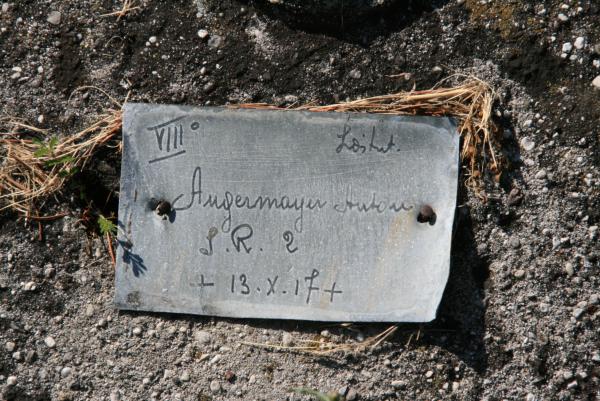 VIII°
Angermayer Anton
S.R. 2
+ 13.X.17+